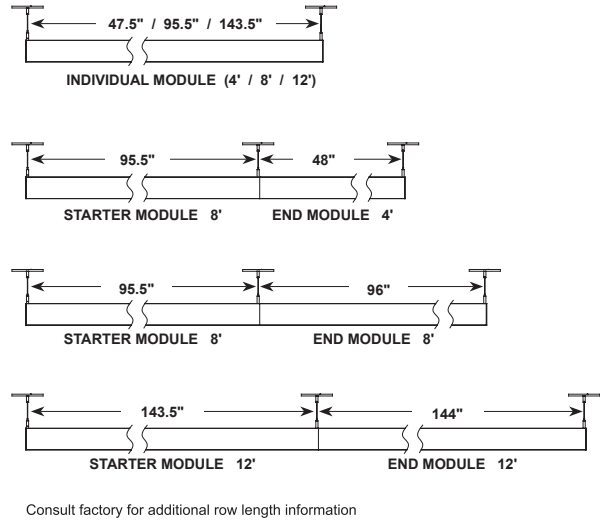 47.5" / 95.5" / 143.5"
INDIVIDUAL MODULE (4' / 8' / 12')
95.5" 48"
STARTER MODULE 8' END MODULE 4'
95.5" 96"
STARTER MODULE 8' END MODULE 8'
143.5" 144"
STARTER MODULE 12' END MODULE 12'
Consult factory for additional row length information